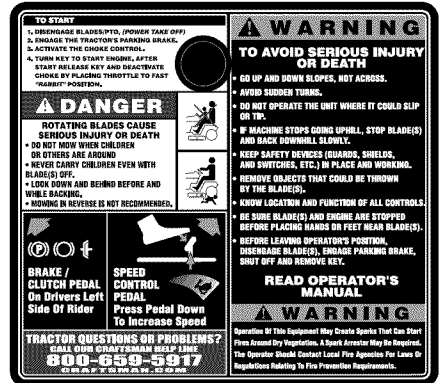 TO START
1, DISENGAGE BLADES/PTO, (POWER TAKE OFF)
2, ENGAGE THE TRACTOR'S PARKING BRAKE.
3, ACTIVATE THE CHOKE CONTROL.
4, TURN KEY TO START ENGINE, AFTER
START RELEASE KEY AND DEACTIVATE
CHOKE BY PLACING THROTTLE TO FAST
"RABBIT" POSITION.
DANGER
ROTATING BLADES CAUSE
SERIOUS INJURY OR DEATH
• DO NOT MOW WHEN CHILDREN
OR OTHERS ARE AROUND
• NEVER CARRY CHILDREN EVEN WITH
BLADE(S) OFF.
• LOOK DOWN AND BEHIND BEFORE AND
WHILE BACKING.
• MOWING IN REVERSE IS NOT RECOMMENDED.
(P)
BRAKE /
CLUTCH PEDAL
On Drivers Left
Side Of Rider
SPEED
CONTROL
PEDAL
Press Pedal Down
To Increase Speed
TRACTOR QUESTIONS OR PROBLEMS?
CALL OUR CRAFTSMAN HELP LINE
800-659-5917
CRAFTSMAN.COM
WARNING
TO AVOID SERIOUS INJURY
OR DEATH
• GO UP AND DOWN SLOPES, NOT ACROSS.
• AVOID SUDDEN TURNS.
• DO NOT OPERATE THE UNIT WHERE IT COULD SLIP
OR TIP.
• IF MACHINE STOPS GOING UPHILL, STOP BLADE(S)
AND BACK DOWNHILL SLOWLY.
• KEEP SAFETY DEVICES (GUARDS, SHIELDS,
AND SWITCHES, ETC.) IN PLACE AND WORKING.
• REMOVE OBJECTS THAT COULD BE THROWN
BY THE BLADE(S).
• KNOW LOCATION AND FUNCTION OF ALL CONTROLS.
• BE SURE BLADE(S) AND ENGINE ARE STOPPED
BEFORE PLACING HANDS OR FEET NEAR BLADE(S).
• BEFORE LEAVING OPERATOR'S POSITION,
DISENGAGE BLADE(S), ENGAGE PARKING BRAKE,
SHUT OFF AND REMOVE KEY.
READ OPERATOR'S
MANUAL
WARNING
Operation Of This Equipment May Create Sparks That Can Start
Fires Around Dry Vegetation. A Spark Arrester May Be Required.
The Operator Should Contact Local Fire Agencies For Laws Or
Regulations Relating To Fire Prevention Requirements.